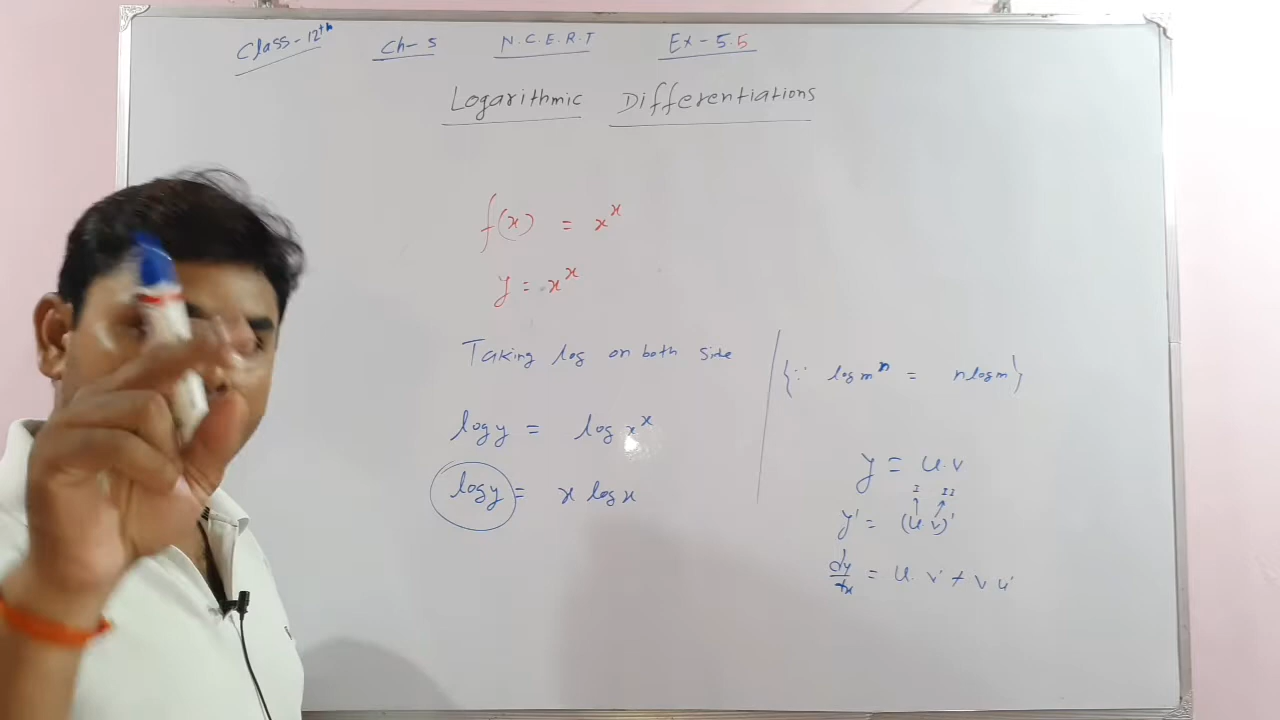 Class-12th Ch-5 N.C.E.R.T Ex-5.5
Logarithmic Differentiations
f(x) = x^x
y = x^x
Taking log on both side
{∵ log m^n = n log m}
log y = log x^x
log y = x log x
y = u.v
I II
y' = (u v)'
dy/dx = u. v' + v u'